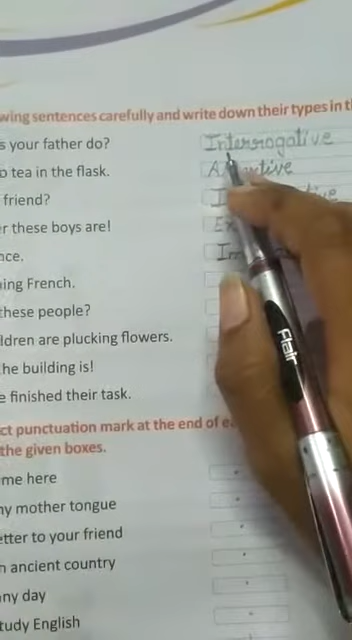 wing sentences carefully and write down their types in th
s your father do? Interrogative
o tea in the flask.
friend?
r these boys are!
nce.
ing French.
these people?
ldren are plucking flowers.
he building is!
e finished their task.
ct punctuation mark at the end of e
the given boxes.
me here
ny mother tongue
etter to your friend
n ancient country
ny day
tudy English
Flair